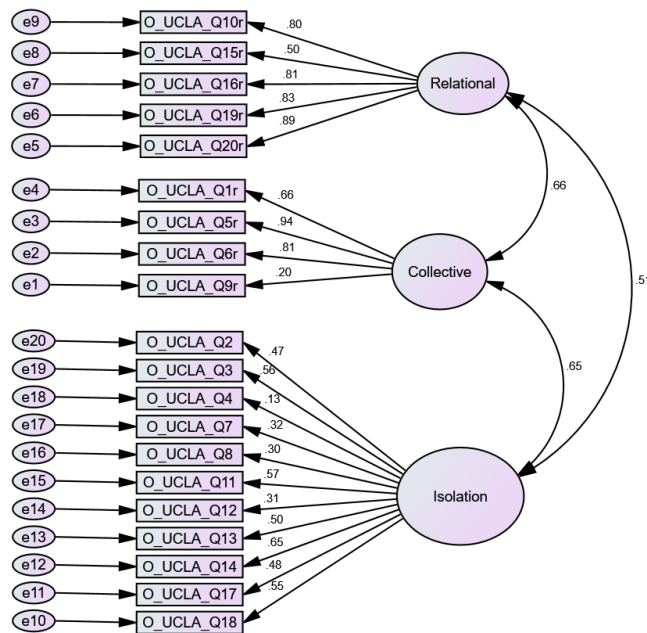 e9 O_UCLA_Q10r .80
e8 O_UCLA_Q15r .50
e7 O_UCLA_Q16r .81
e6 O_UCLA_Q19r .83
e5 O_UCLA_Q20r .89
Relational
e4 O_UCLA_Q1r .66
e3 O_UCLA_Q5r .94
e2 O_UCLA_Q6r .81
e1 O_UCLA_Q9r .20
Collective
.66
.51
.65
e20 O_UCLA_Q2 .47
e19 O_UCLA_Q3 .56
e18 O_UCLA_Q4 .13
e17 O_UCLA_Q7 .32
e16 O_UCLA_Q8 .30
e15 O_UCLA_Q11 .57
e14 O_UCLA_Q12 .31
e13 O_UCLA_Q13 .50
e12 O_UCLA_Q14 .65
e11 O_UCLA_Q17 .48
e10 O_UCLA_Q18 .55
Isolation